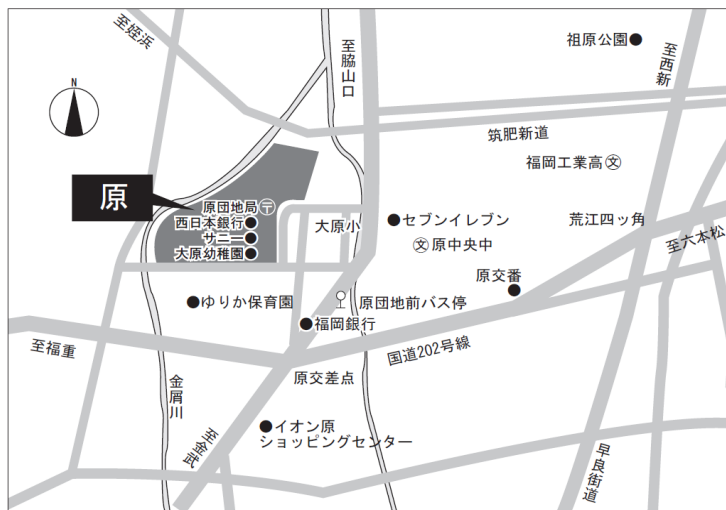 至姪浜
至脇山口
祖原公園
至西新
N
筑肥新道
福岡工業高
文
原
原団地局
西日本銀行
サニー
大原幼稚園
大原小
セブンイレブン
文
原中央中
荒江四ッ角
至六本松
原交番
ゆりか保育園
原団地前バス停
福岡銀行
至福重
国道202号線
原交差点
金屑川
イオン原
ショッピングセンター
至金武
早良街道